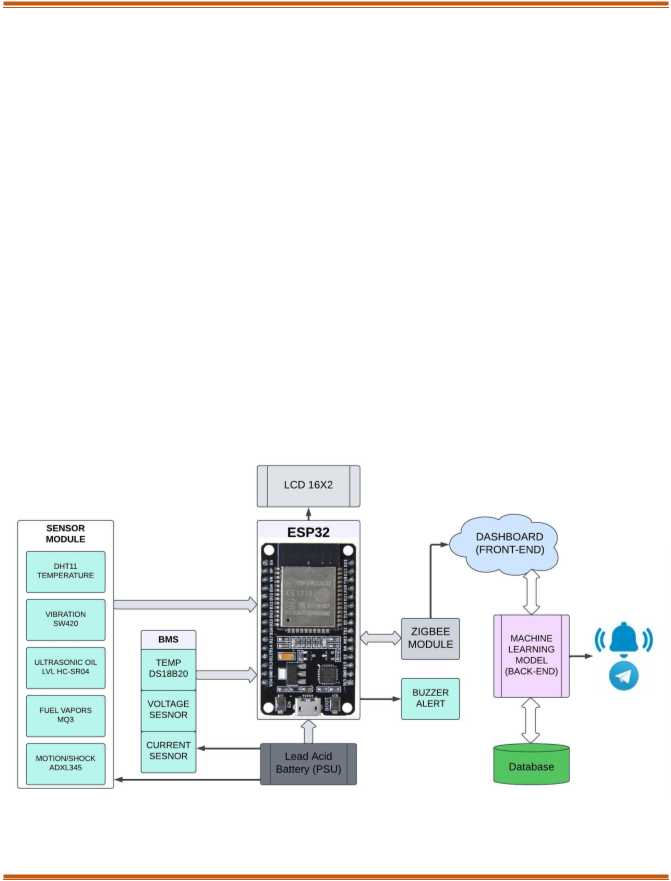 LCD 16X2
SENSOR
MODULE
DHT11
TEMPERATURE
VIBRATION
SW420
ULTRASONIC OIL
LVL HC-SR04
FUEL VAPORS
MQ3
MOTION/SHOCK
ADXL345
BMS
TEMP
DS18B20
VOLTAGE
SESNOR
CURRENT
SESNOR
ESP32
Lead Acid
Battery (PSU)
ZIGBEE
MODULE
BUZZER
ALERT
DASHBOARD
(FRONT-END)
MACHINE
LEARNING
MODEL
(BACK-END)
Database